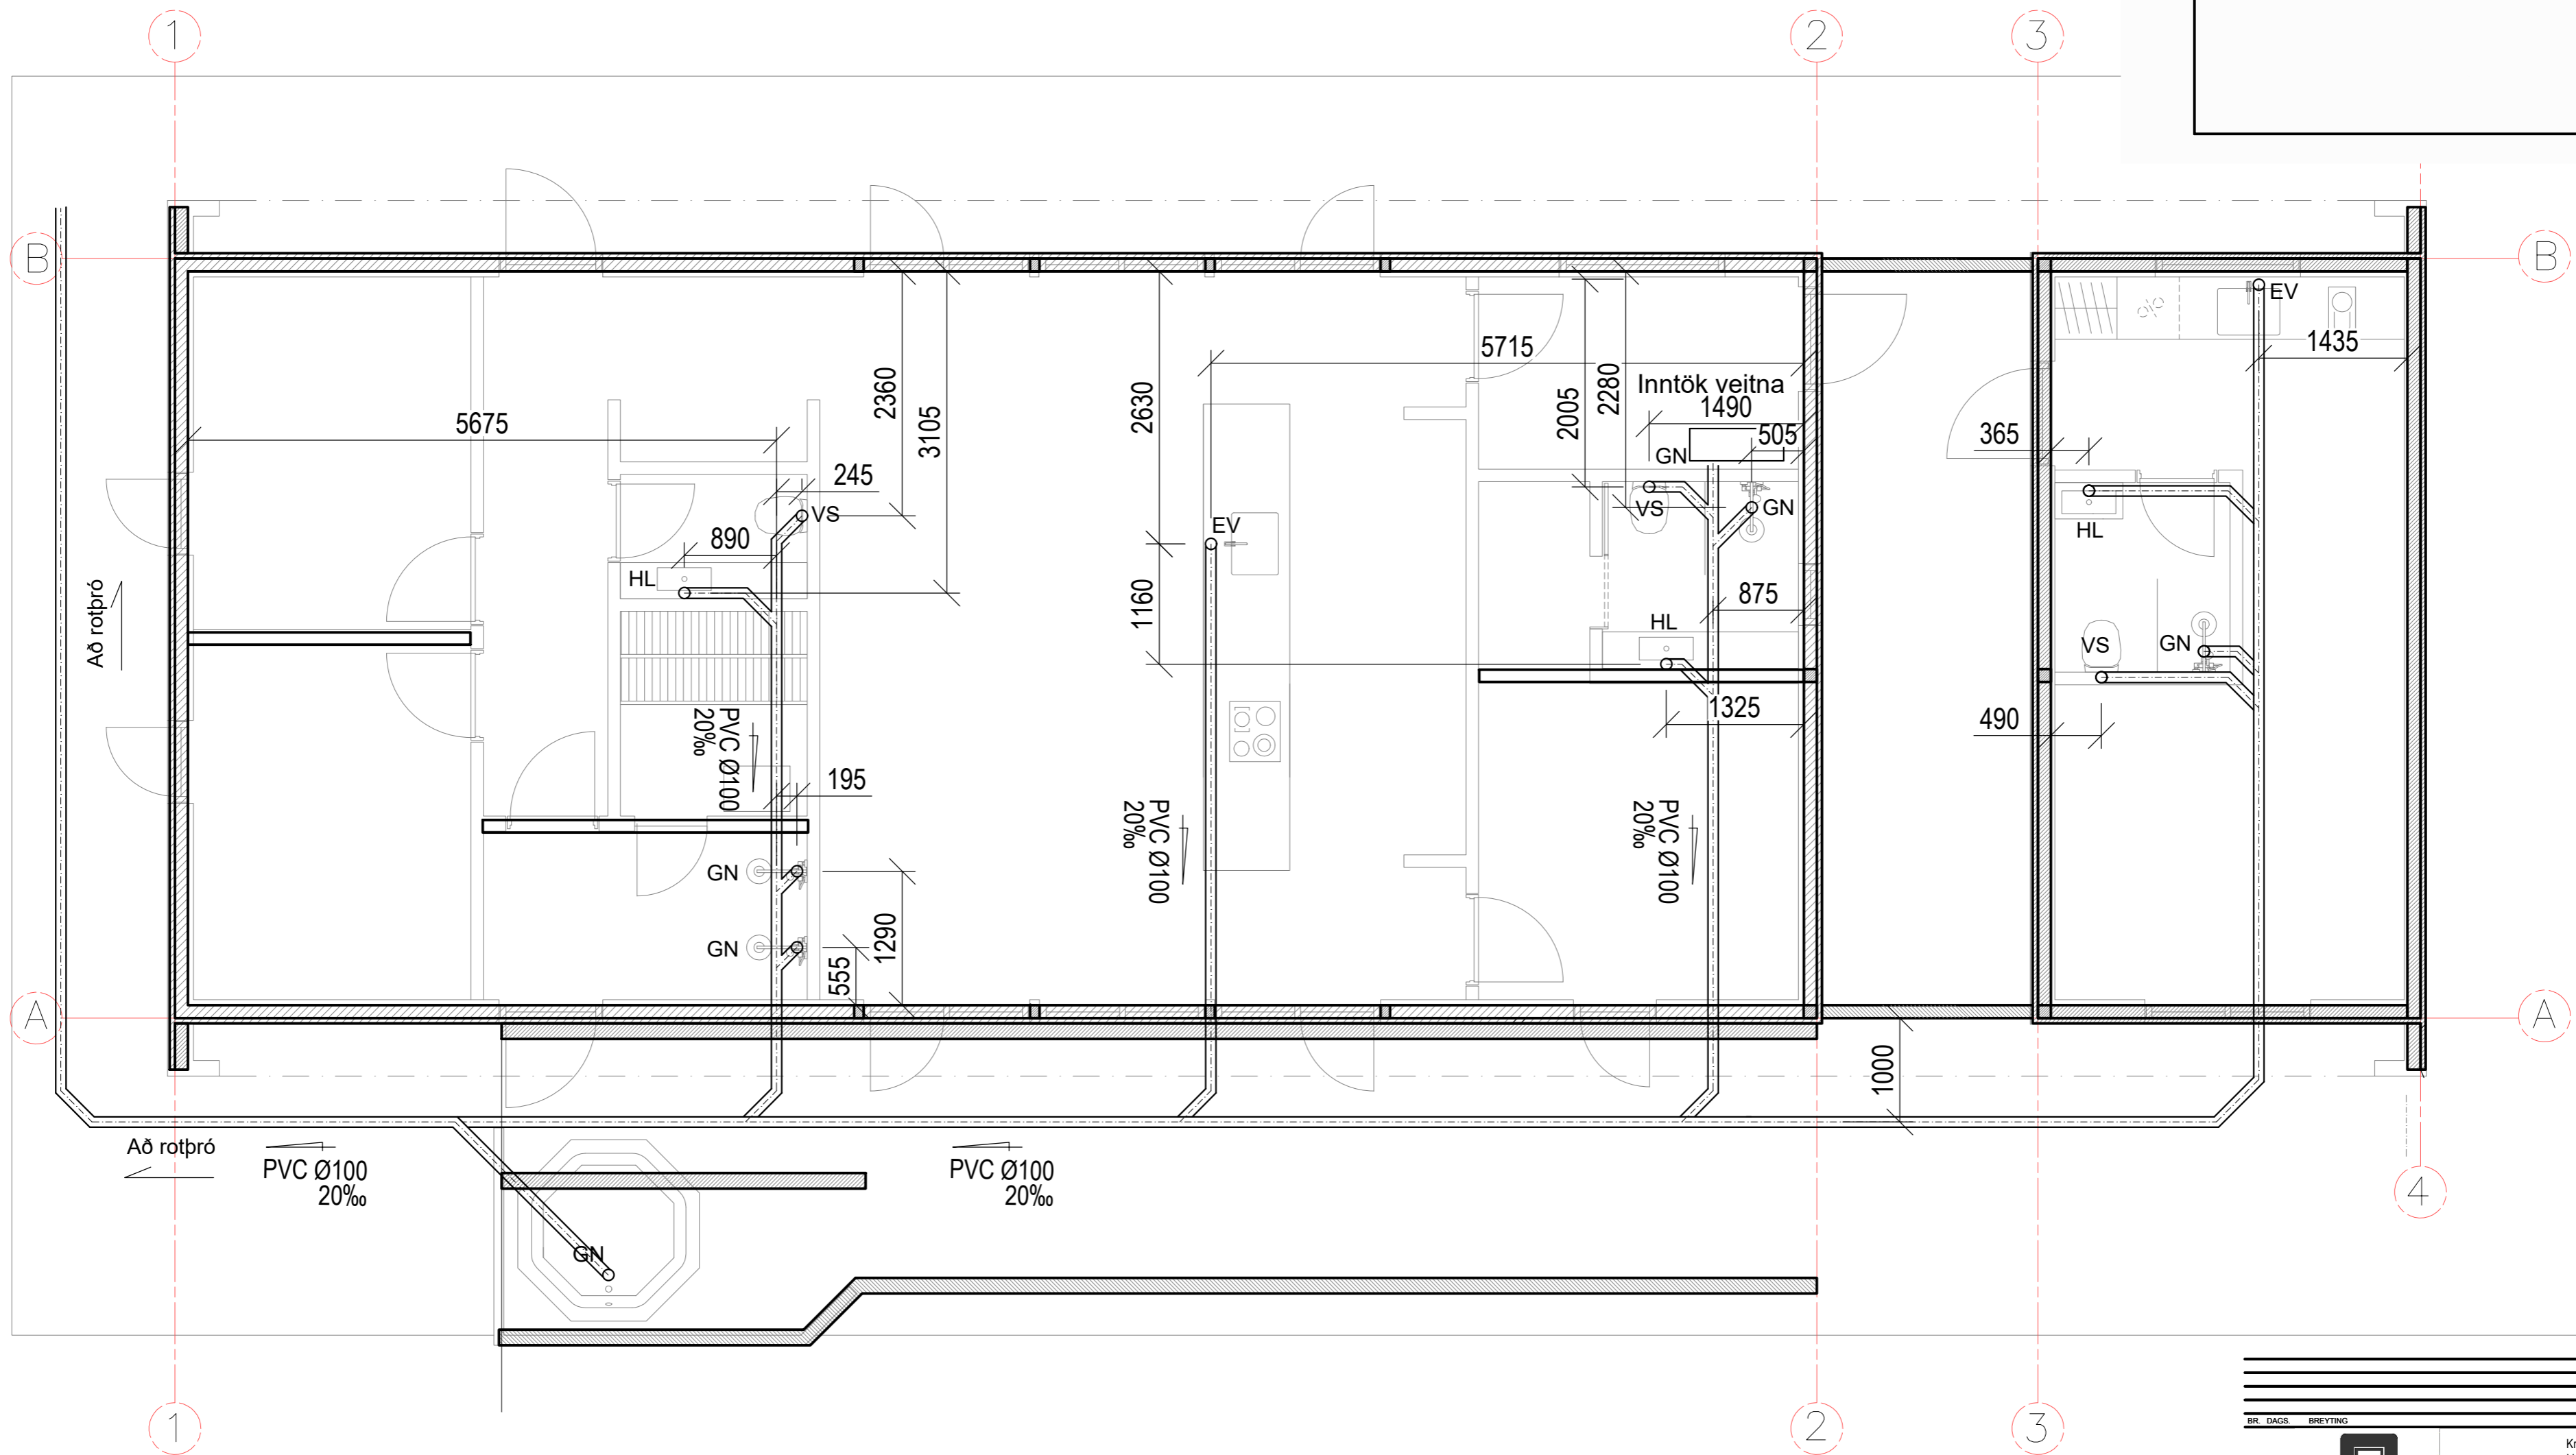 1
2
3
B
B
EV
5715
1435
2360
3105
2630
2005
2280
Inntök veitna
1490
505
5675
365
GN
245
VS
VS
GN
EV
890
HL
HL
1160
875
HL
Að rotþró
VS
GN
1325
490
PVC Ø100
20‰
195
PVC Ø100
20‰
PVC Ø100
20‰
GN
GN
1290
555
A
A
1000
Að rotþró
PVC Ø100
20‰
PVC Ø100
20‰
4
GN
1
2
3
BR. DAGS. BREYTING